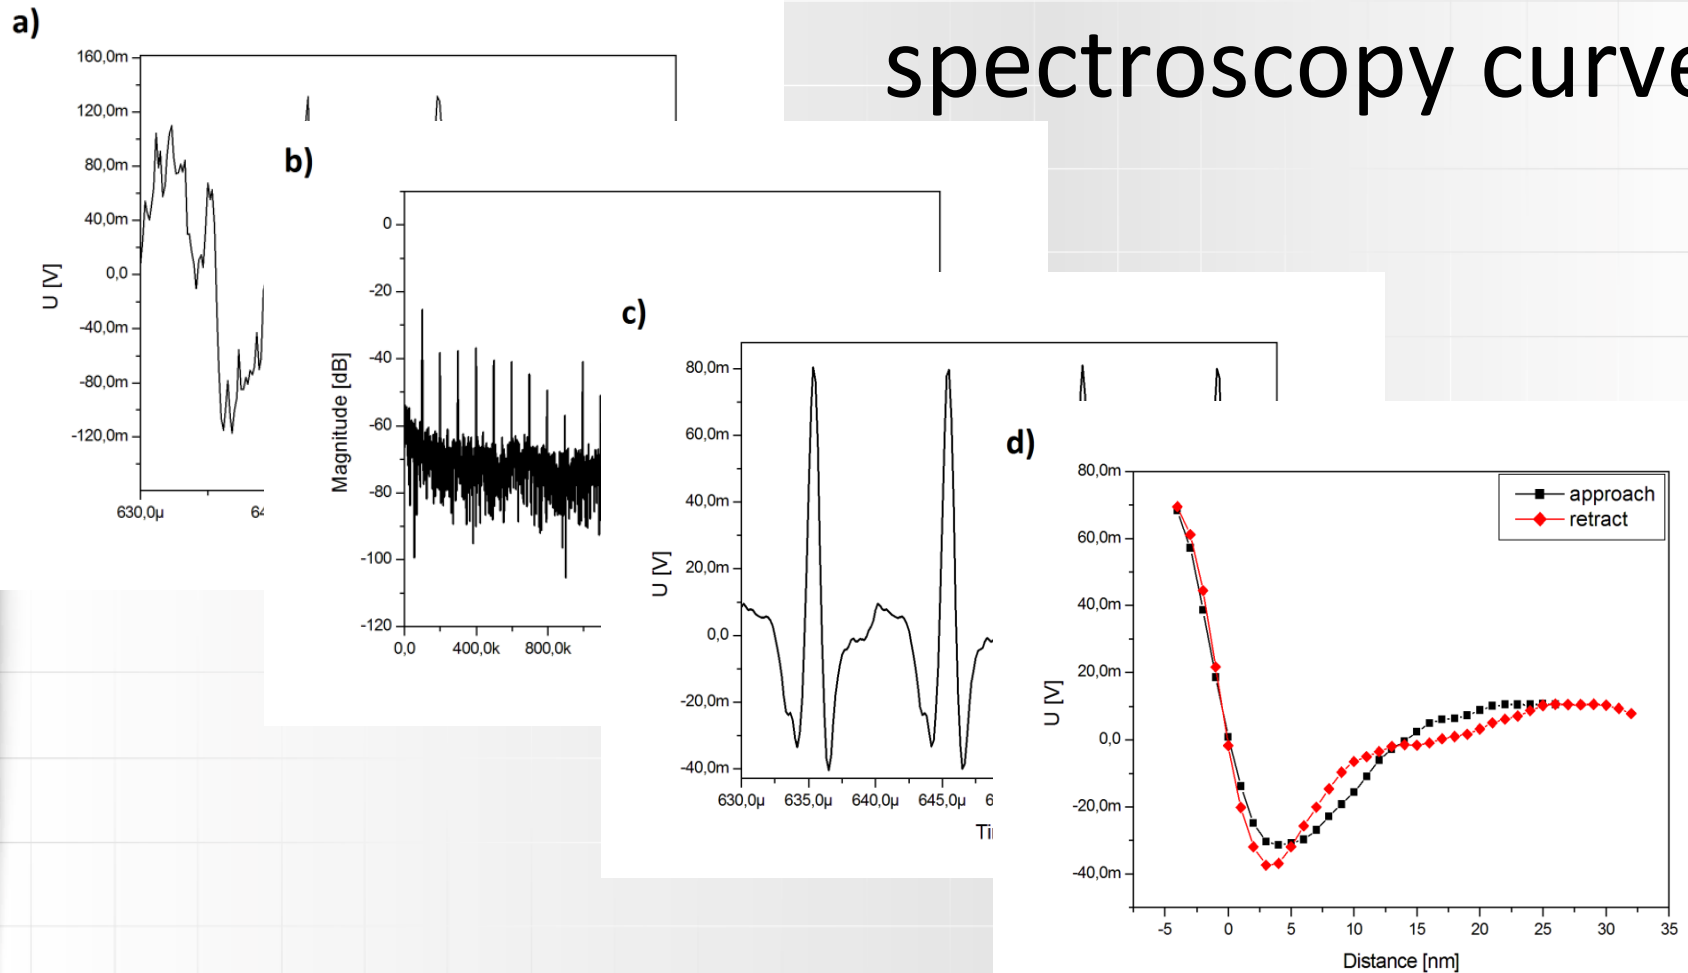 spectroscopy curve
a)
160,0m
120,0m
80,0m
40,0m
0,0
-40,0m
-80,0m
-120,0m
U [V]
630,0µ
64
b)
0
-20
-40
-60
-80
-100
-120
Magnitude [dB]
0,0 400,0k 800,0k
c)
80,0m
60,0m
40,0m
20,0m
0,0
-20,0m
-40,0m
U [V]
630,0µ 635,0µ 640,0µ 645,0µ 6
d)
80,0m
60,0m
40,0m
20,0m
0,0
-20,0m
-40,0m
U [V]
approach
retract
-5 0 5 10 15 20 25 30 35
Distance [nm]